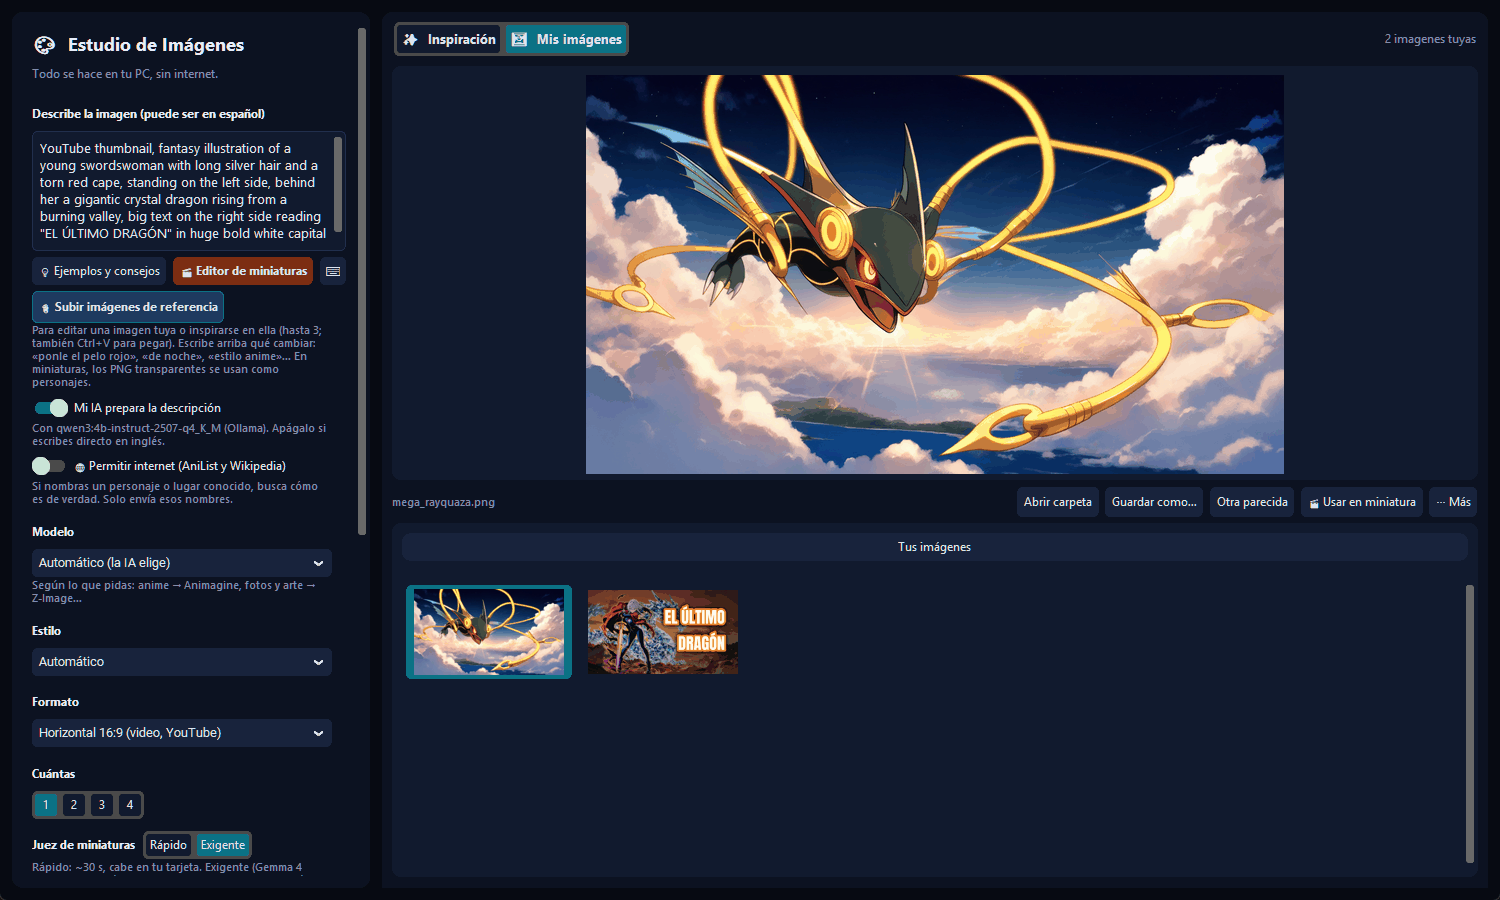 Estudio de Imágenes
Todo se hace en tu PC, sin internet.
Describe la imagen (puede ser en español)
YouTube thumbnail, fantasy illustration of a
young swordswoman with long silver hair and a
torn red cape, standing on the left side, behind
her a gigantic crystal dragon rising from a
burning valley, big text on the right side reading
"EL ÚLTIMO DRAGÓN" in huge bold white capital
Ejemplos y consejos
Editor de miniaturas
Subir imágenes de referencia
Para editar una imagen tuya o inspirarse en ella (hasta 3;
también Ctrl+V para pegar). Escribe arriba qué cambiar:
«ponle el pelo rojo», «de noche», «estilo anime»... En
miniaturas, los PNG transparentes se usan como
personajes.
Mi IA prepara la descripción
Con qwen3:4b-instruct-2507-q4_K_M (Ollama). Apágalo si
escribes directo en inglés.
Permitir internet (AniList y Wikipedia)
Si nombras un personaje o lugar conocido, busca cómo
es de verdad. Solo envía esos nombres.
Modelo
Automático (la IA elige)
Según lo que pidas: anime → Animagine, fotos y arte →
Z-Image...
Estilo
Automático
Formato
Horizontal 16:9 (video, YouTube)
Cuántas
1 2 3 4
Juez de miniaturas Rápido Exigente
Rápido: ~30 s, cabe en tu tarjeta. Exigente (Gemma 4
Inspiración
Mis imágenes
2 imagenes tuyas
mega_rayquaza.png
Abrir carpeta
Guardar como...
Otra parecida
Usar en miniatura
··· Más
Tus imágenes
EL ÚLTIMO
DRAGÓN